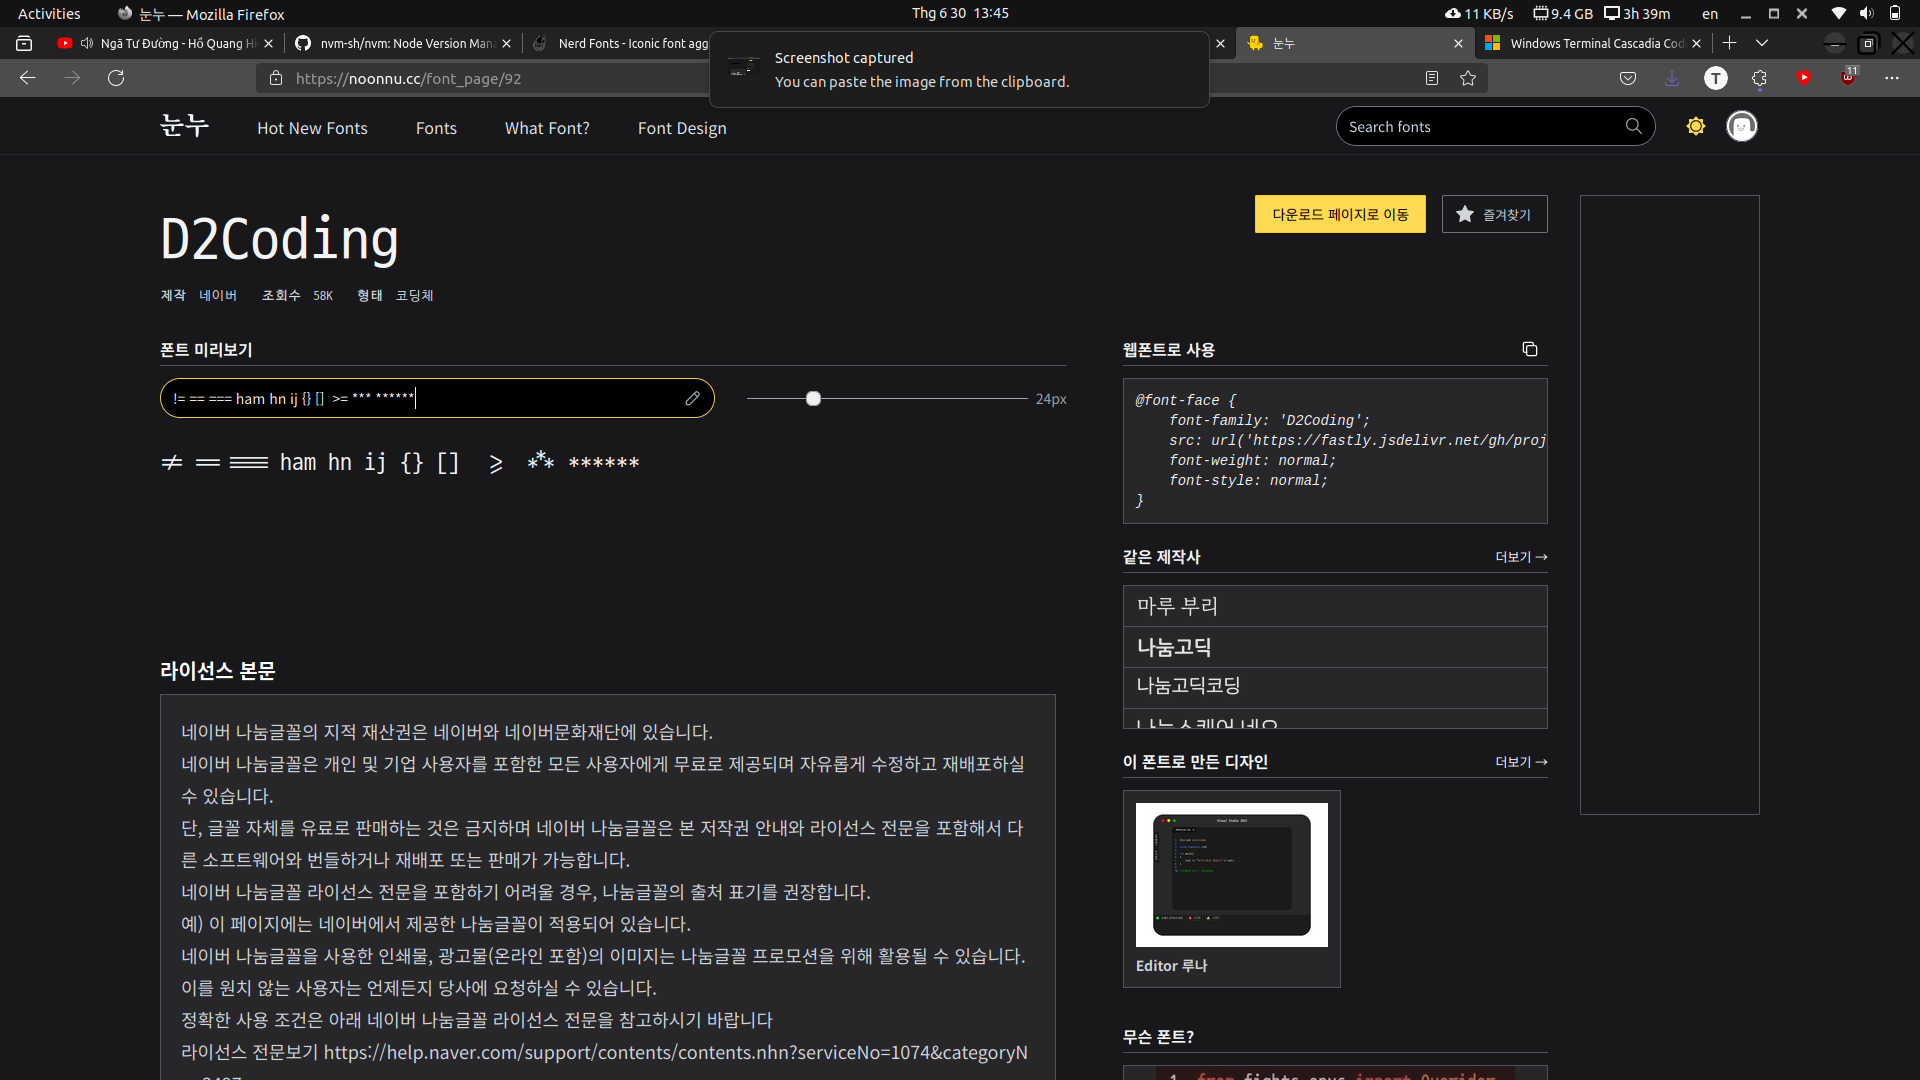 Activities
눈누 — Mozilla Firefox
Thg 6 30 13:45
11 KB/s
9.4 GB
3h 39m
en
Ngã Tư Đường - Hồ Quang Hi
nvm-sh/nvm: Node Version Man
Nerd Fonts - Iconic font agg
눈누
Windows Terminal Cascadia Cod
Screenshot captured
You can paste the image from the clipboard.
https://noonnu.cc/font_page/92
T
11
눈누
Hot New Fonts
Fonts
What Font?
Font Design
Search fonts
D2Coding
다운로드 페이지로 이동
즐겨찾기
제작 네이버 조회수 58K 형태 코딩체
폰트 미리보기
!= == === ham hn ij {} [] >= *** ******
24px
!= == === ham hn ij {} [] >= *** ******
웹폰트로 사용
@font-face {
font-family: 'D2Coding';
src: url('https://fastly.jsdelivr.net/gh/proj
font-weight: normal;
font-style: normal;
}
같은 제작사
더보기 →
마루 부리
나눔고딕
나눔고딕코딩
나눔스퀘어 네오
이 폰트로 만든 디자인
더보기 →
Editor 루나
무슨 폰트?
1 from fights.envs import Quoridor
라이선스 본문
네이버 나눔글꼴의 지적 재산권은 네이버와 네이버문화재단에 있습니다.
네이버 나눔글꼴은 개인 및 기업 사용자를 포함한 모든 사용자에게 무료로 제공되며 자유롭게 수정하고 재배포하실
수 있습니다.
단, 글꼴 자체를 유료로 판매하는 것은 금지하며 네이버 나눔글꼴은 본 저작권 안내와 라이선스 전문을 포함해서 다
른 소프트웨어와 번들하거나 재배포 또는 판매가 가능합니다.
네이버 나눔글꼴 라이선스 전문을 포함하기 어려울 경우, 나눔글꼴의 출처 표기를 권장합니다.
예) 이 페이지에는 네이버에서 제공한 나눔글꼴이 적용되어 있습니다.
네이버 나눔글꼴을 사용한 인쇄물, 광고물(온라인 포함)의 이미지는 나눔글꼴 프로모션을 위해 활용될 수 있습니다.
이를 원치 않는 사용자는 언제든지 당사에 요청하실 수 있습니다.
정확한 사용 조건은 아래 네이버 나눔글꼴 라이선스 전문을 참고하시기 바랍니다
라이선스 전문보기 https://help.naver.com/support/contents/contents.nhn?serviceNo=1074&categoryN